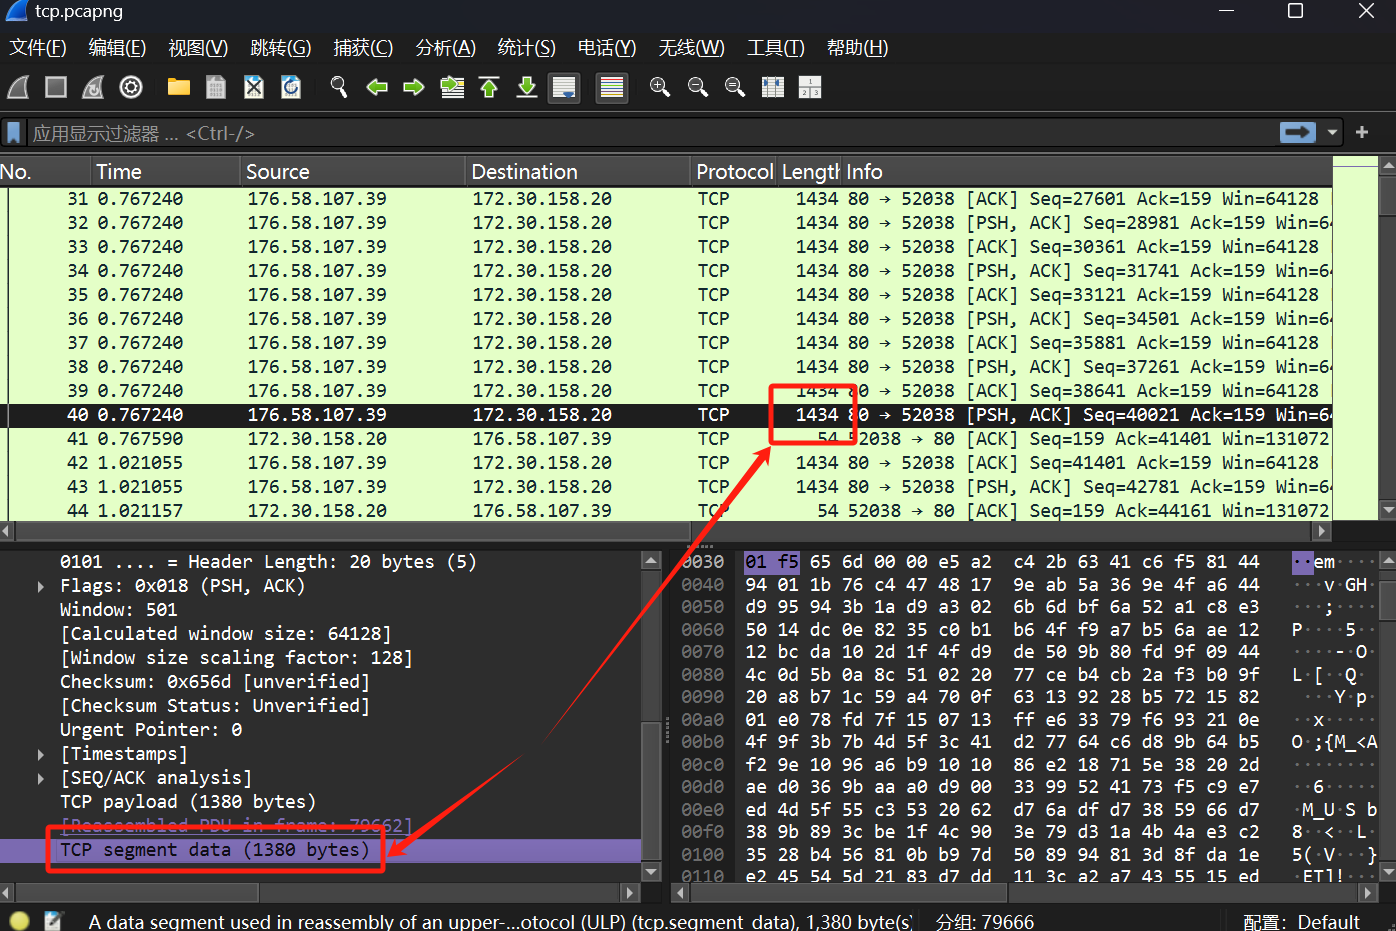 tcp.pcapng
文件(F) 编辑(E) 视图(V) 跳转(G) 捕获(C) 分析(A) 统计(S) 电话(Y) 无线(W) 工具(T) 帮助(H)
应用显示过滤器 … <Ctrl-/>
No. Time Source Destination Protocol Length Info
31 0.767240 176.58.107.39 172.30.158.20 TCP 1434 80 → 52038 [ACK] Seq=27601 Ack=159 Win=64128
32 0.767240 176.58.107.39 172.30.158.20 TCP 1434 80 → 52038 [PSH, ACK] Seq=28981 Ack=159 Win=64
33 0.767240 176.58.107.39 172.30.158.20 TCP 1434 80 → 52038 [ACK] Seq=30361 Ack=159 Win=64128
34 0.767240 176.58.107.39 172.30.158.20 TCP 1434 80 → 52038 [PSH, ACK] Seq=31741 Ack=159 Win=64
35 0.767240 176.58.107.39 172.30.158.20 TCP 1434 80 → 52038 [ACK] Seq=33121 Ack=159 Win=64128
36 0.767240 176.58.107.39 172.30.158.20 TCP 1434 80 → 52038 [PSH, ACK] Seq=34501 Ack=159 Win=64
37 0.767240 176.58.107.39 172.30.158.20 TCP 1434 80 → 52038 [ACK] Seq=35881 Ack=159 Win=64128
38 0.767240 176.58.107.39 172.30.158.20 TCP 1434 80 → 52038 [PSH, ACK] Seq=37261 Ack=159 Win=64
39 0.767240 176.58.107.39 172.30.158.20 TCP 1434 80 → 52038 [ACK] Seq=38641 Ack=159 Win=64128
40 0.767240 176.58.107.39 172.30.158.20 TCP 1434 80 → 52038 [PSH, ACK] Seq=40021 Ack=159 Win=64
41 0.767590 172.30.158.20 176.58.107.39 TCP 54 52038 → 80 [ACK] Seq=159 Ack=41401 Win=131072
42 1.021055 176.58.107.39 172.30.158.20 TCP 1434 80 → 52038 [ACK] Seq=41401 Ack=159 Win=64128
43 1.021055 176.58.107.39 172.30.158.20 TCP 1434 80 → 52038 [PSH, ACK] Seq=42781 Ack=159 Win=64
44 1.021157 172.30.158.20 176.58.107.39 TCP 54 52038 → 80 [ACK] Seq=159 Ack=44161 Win=131072
0101 .... = Header Length: 20 bytes (5)
Flags: 0x018 (PSH, ACK)
Window: 501
[Calculated window size: 64128]
[Window size scaling factor: 128]
Checksum: 0x656d [unverified]
[Checksum Status: Unverified]
Urgent Pointer: 0
[Timestamps]
[SEQ/ACK analysis]
TCP payload (1380 bytes)
[Reassembled PDU in frame: 79662]
TCP segment data (1380 bytes)
0030 01 f5 65 6d 00 00 e5 a2 c4 2b 63 41 c6 f5 81 44 ··em····
0040 94 01 1b 76 c4 47 48 17 9e ab 5a 36 9e 4f a6 44 ···v·GH·
0050 d9 95 94 3b 1a d9 a3 02 6b 6d bf 6a 52 a1 c8 e3 ···;····
0060 50 14 dc 0e 82 35 c0 b1 b6 4f f9 a7 b5 6a ae 12 P····5··
0070 12 bc da 10 2d 1f 4f d9 de 50 9b 80 fd 9f 09 44 ····-·O·
0080 4c 0d 5b 0a 8c 51 02 20 77 ce b4 cb 2a f3 b0 9f L·[··Q·
0090 20 a8 b7 1c 59 a4 70 0f 63 13 92 28 b5 72 15 82 ···Y·p·
00a0 01 e0 78 fd 7f 15 07 13 ff e6 33 79 f6 93 21 0e ··x·····
00b0 4f 9f 3b 7b 4d 5f 3c 41 d2 77 64 c6 d8 9b 64 b5 O·;{M_<A
00c0 f2 9e 10 96 a6 b9 10 10 86 e2 18 71 5e 38 20 2d ········
00d0 ae d0 36 9b aa a0 d9 00 33 99 52 41 73 f5 c9 e7 ··6·····
00e0 ed 4d 5f 55 c3 53 20 62 d7 6a df d7 38 59 66 d7 ·M_U·S b
00f0 38 9b 89 3c be 1f 4c 90 3e 79 d3 1a 4b 4a e3 c2 8··<··L·
0100 35 28 b4 56 81 0b b9 7d 50 89 94 81 3d 8f da 1e 5(·V···}
0110 e2 45 54 5d 21 83 d7 dd 11 3c a2 a7 43 55 15 ed ·ET]!···
A data segment used in reassembly of an upper-…otocol (ULP) (tcp.segment_data), 1,380 byte(s) 分组: 79666 配置: Default